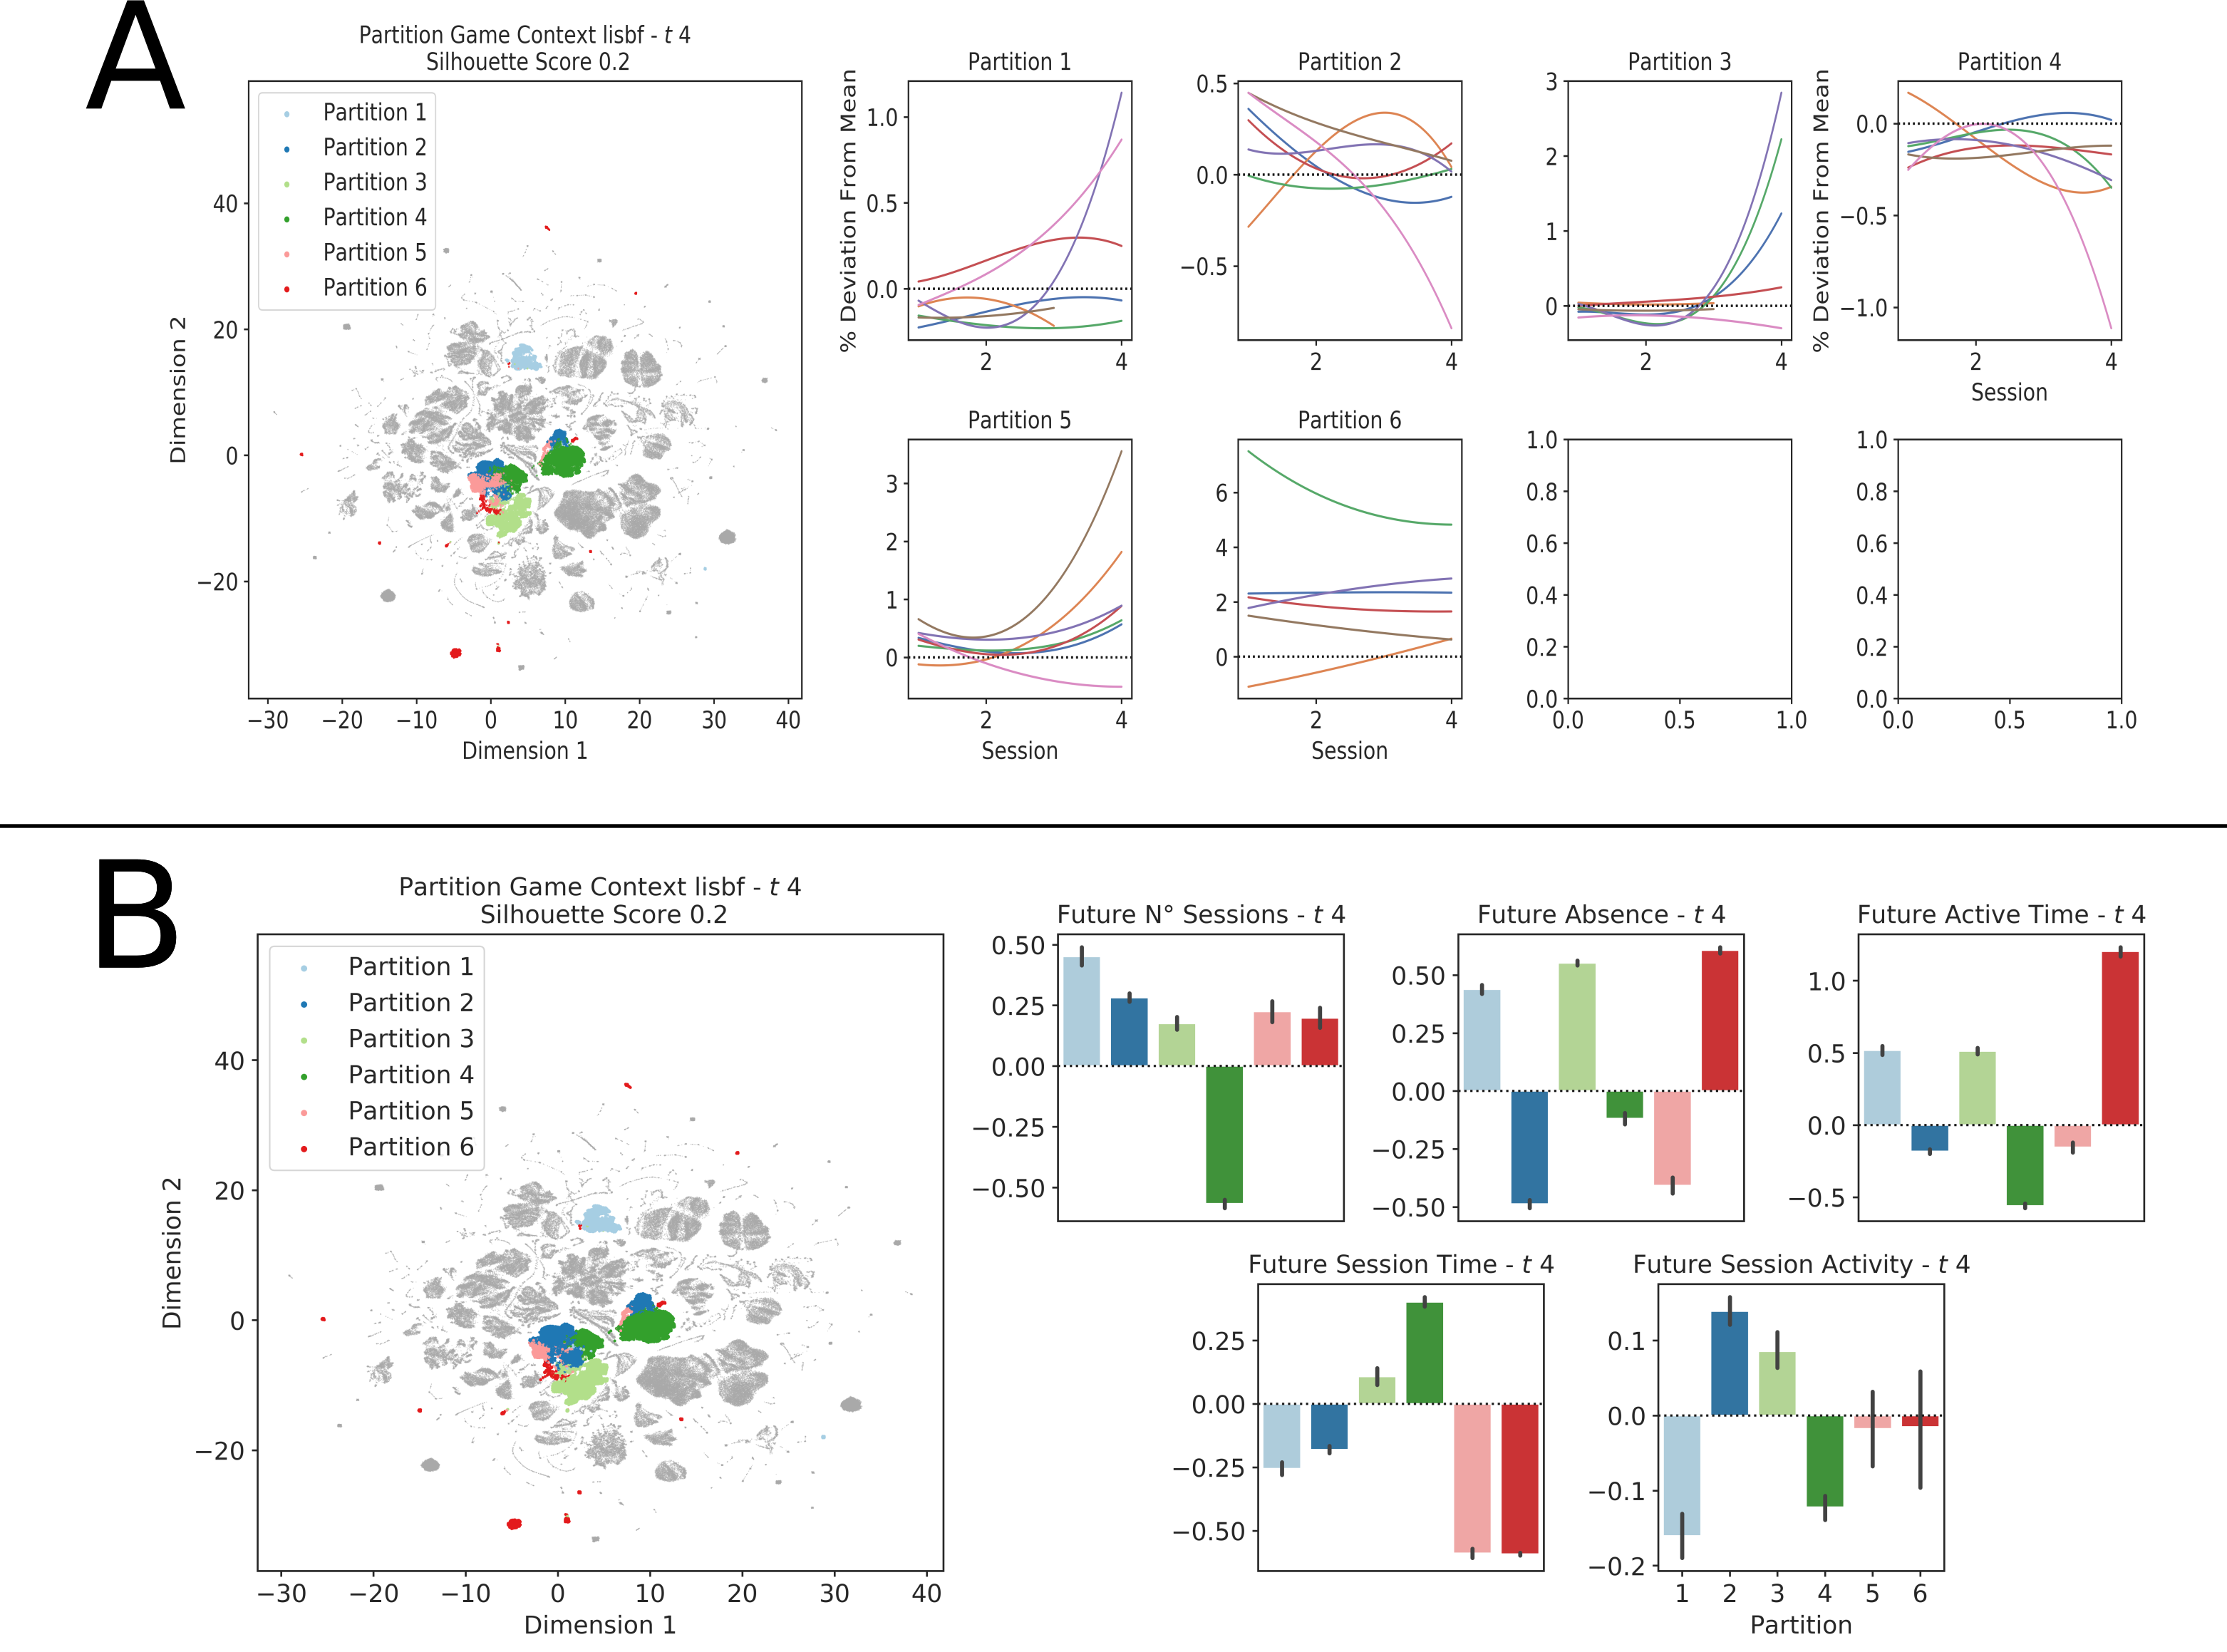 A
Partition Game Context lisbf - t 4
Silhouette Score 0.2
Partition 1
Partition 2
Partition 3
Partition 4
Partition 5
Partition 6
40
20
0
−20
Dimension 2
−30 −20 −10 0 10 20 30 40
Dimension 1
Partition 1
% Deviation From Mean
1.0
0.5
0.0
2 4
Partition 2
0.5
0.0
−0.5
2 4
Partition 3
3
2
1
0
2 4
Partition 4
% Deviation From Mean
0.0
−0.5
−1.0
2 4
Session
Partition 5
3
2
1
0
2 4
Session
Partition 6
6
4
2
0
2 4
Session
1.0
0.8
0.6
0.4
0.2
0.0
0.0 0.5 1.0
1.0
0.8
0.6
0.4
0.2
0.0
0.0 0.5 1.0
B
Partition Game Context lisbf - t 4
Silhouette Score 0.2
Partition 1
Partition 2
Partition 3
Partition 4
Partition 5
Partition 6
40
20
0
−20
Dimension 2
−30 −20 −10 0 10 20 30 40
Dimension 1
Future N° Sessions - t 4
0.50
0.25
0.00
−0.25
−0.50
Future Absence - t 4
0.50
0.25
0.00
−0.25
−0.50
Future Active Time - t 4
1.0
0.5
0.0
−0.5
Future Session Time - t 4
0.25
0.00
−0.25
−0.50
Future Session Activity - t 4
0.1
0.0
−0.1
−0.2
1 2 3 4 5 6
Partition